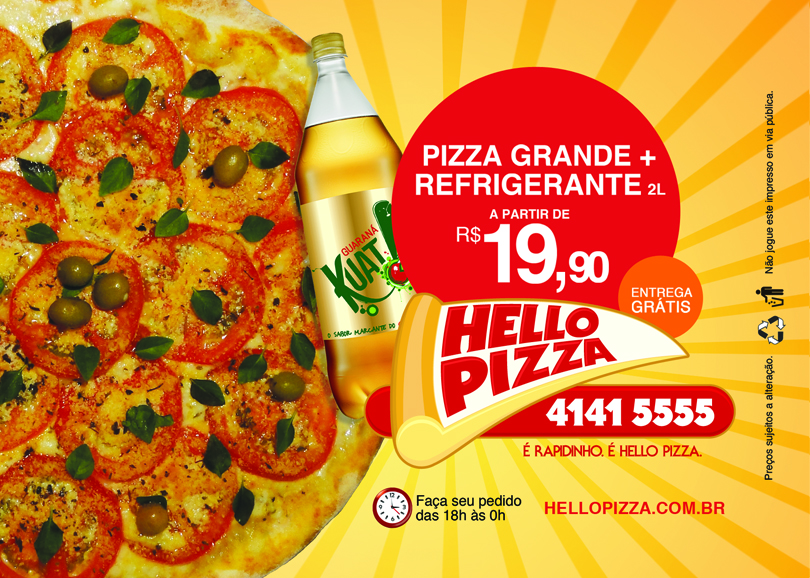 PIZZA GRANDE +
REFRIGERANTE 2L
A PARTIR DE
R$ 19,90
ENTREGA
GRÁTIS
GUARANÁ
KUAT
O SABOR MARCANTE DO
HELLO
PIZZA
4141 5555
É RAPIDINHO. É HELLO PIZZA.
12
Faça seu pedido
das 18h às 0h
HELLOPIZZA.COM.BR
Preços sujeitos a alteração.
Não jogue este impresso em via pública.